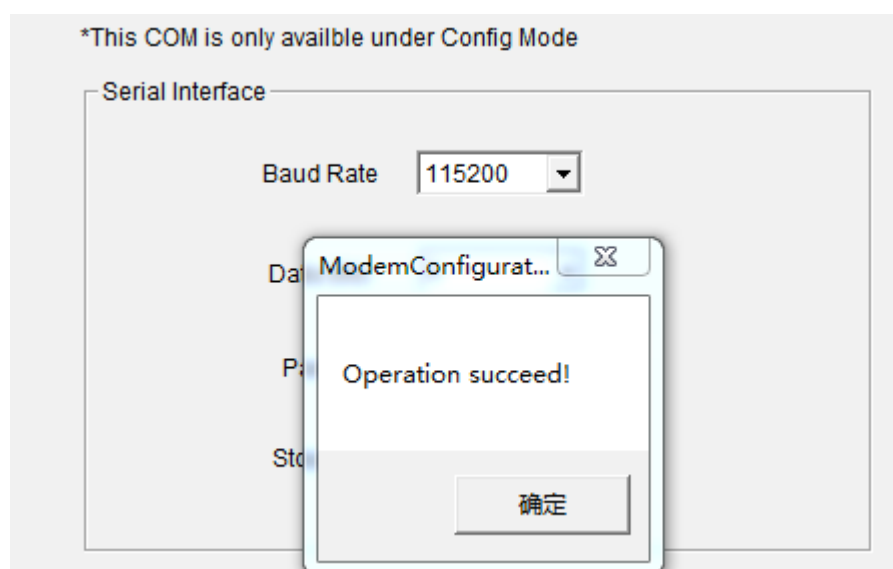 *This COM is only availble under Config Mode
Serial Interface
Baud Rate 115200
ModemConfigurat...
Operation succeed!
确定